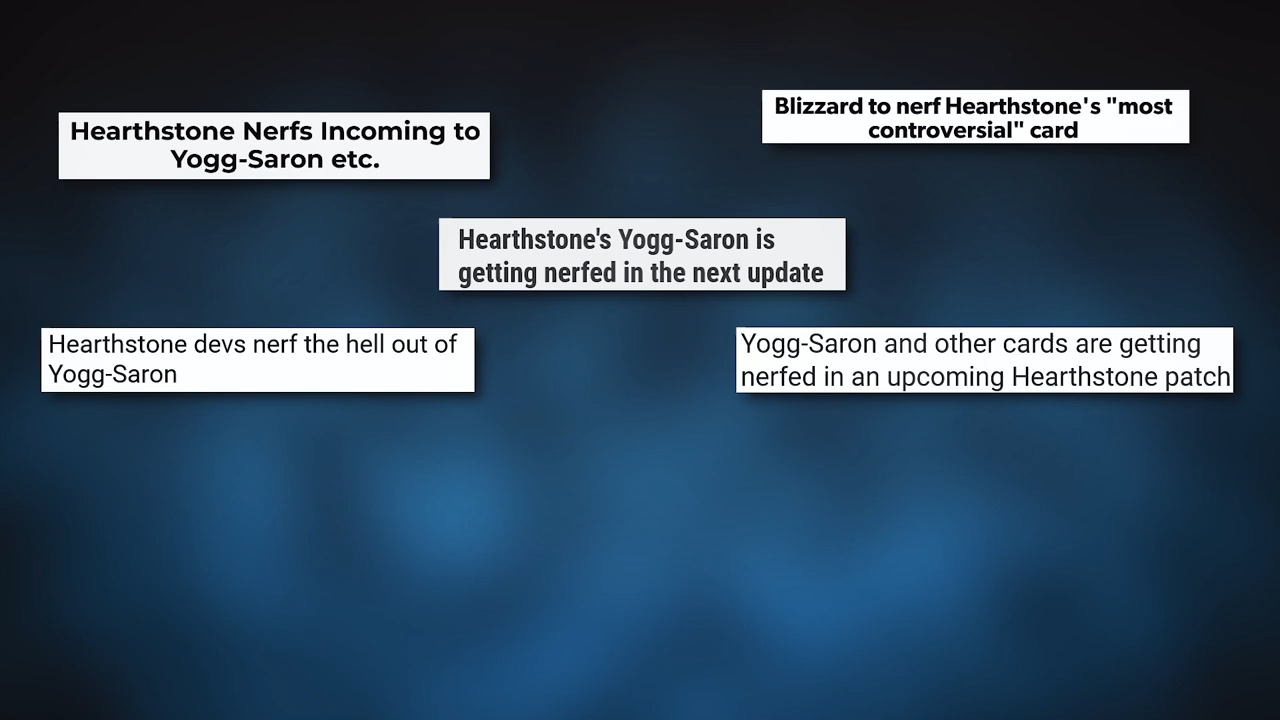 Hearthstone Nerfs Incoming to
Yogg-Saron etc.
Blizzard to nerf Hearthstone's "most
controversial" card
Hearthstone's Yogg-Saron is
getting nerfed in the next update
Hearthstone devs nerf the hell out of
Yogg-Saron
Yogg-Saron and other cards are getting
nerfed in an upcoming Hearthstone patch